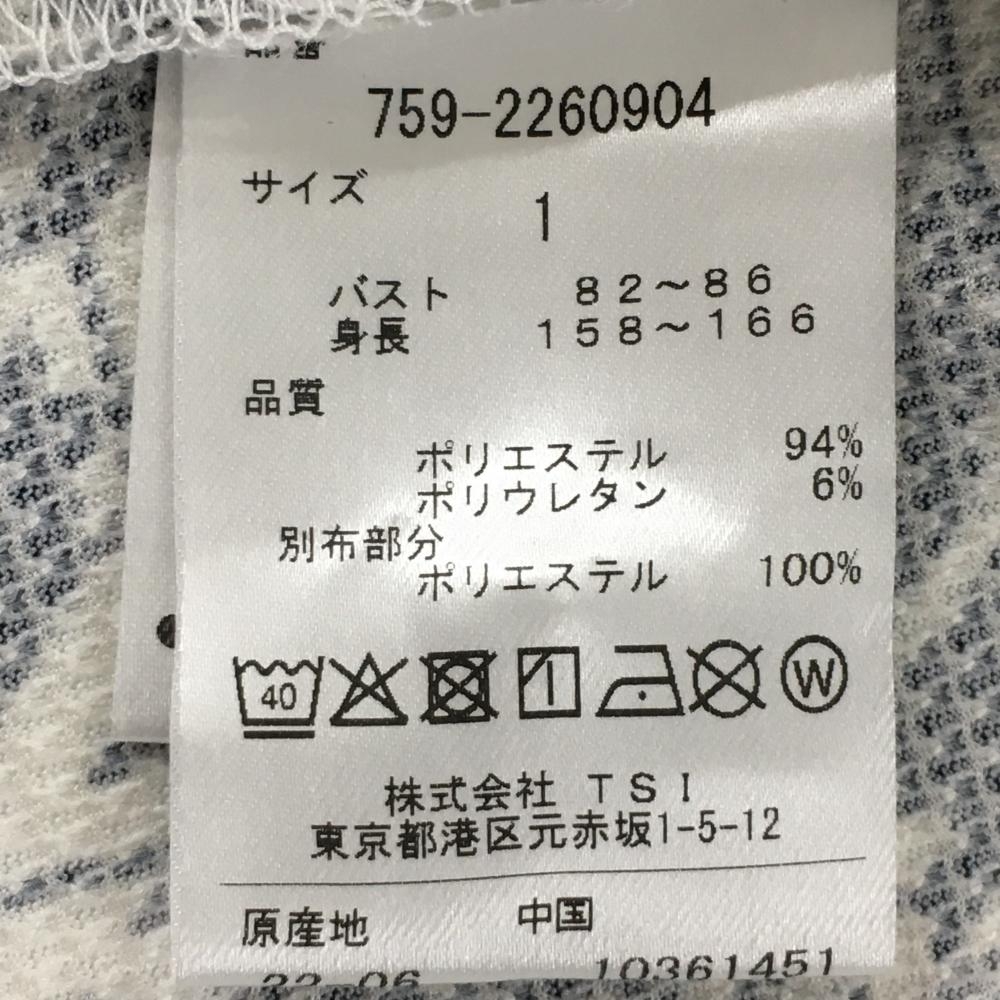 759-2260904
サイズ
1
バスト 82～86
身長 158～166
品質
ポリエステル 94%
ポリウレタン 6%
別布部分
ポリエステル 100%
40
W
株式会社 TSI
東京都港区元赤坂1-5-12
原産地 中国
22-06 10361451